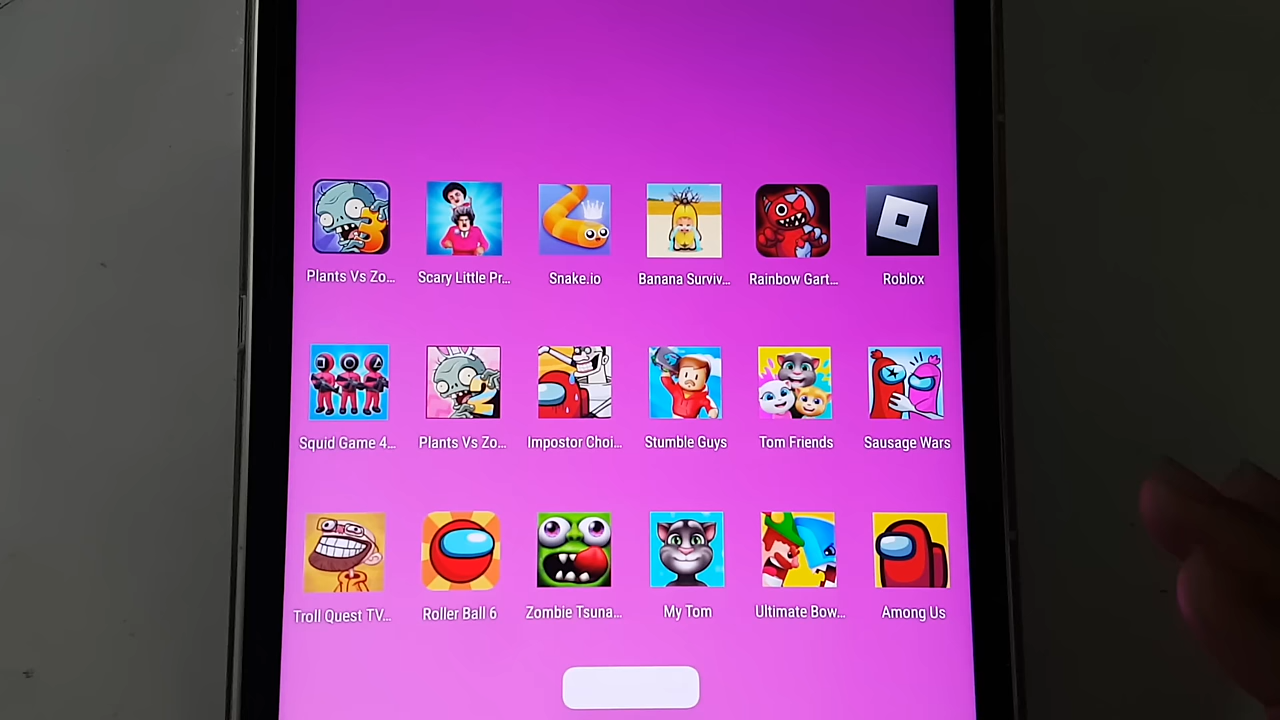 Plants Vs Zo...
Scary Little Pr...
Snake.io
Banana Surviv...
Rainbow Gart...
Roblox
Squid Game 4...
Plants Vs Zo...
Impostor Choi...
Stumble Guys
Tom Friends
Sausage Wars
Troll Quest TV...
Roller Ball 6
Zombie Tsuna...
My Tom
Ultimate Bow...
Among Us